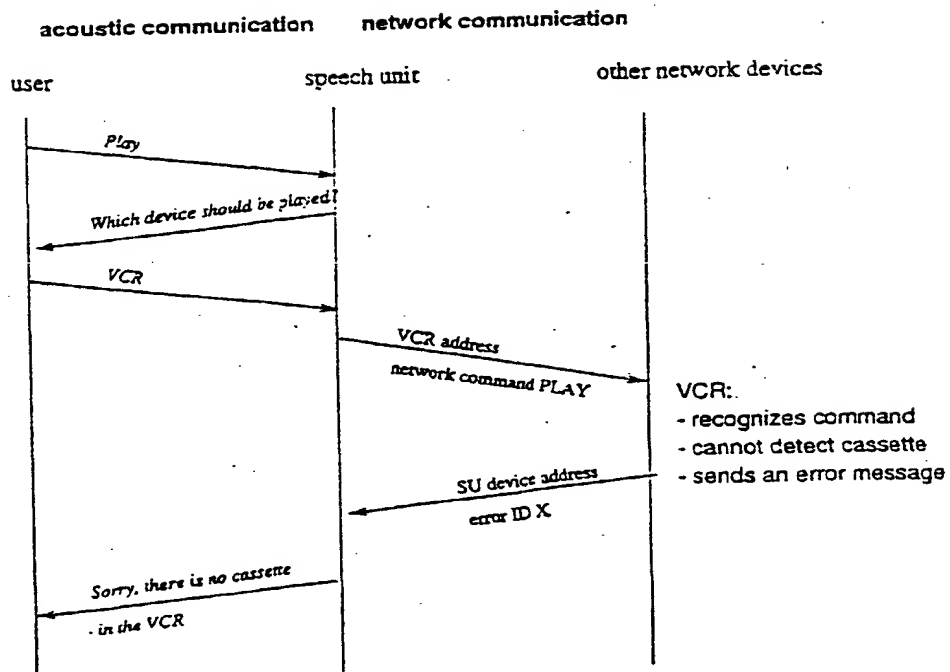 acoustic communication network communication
user speech unit other network devices
Play
Which device should be played?
VCR
VCR address
network command PLAY
VCR:
- recognizes command
- cannot detect cassette
- sends an error message
SU device address
error ID X
Sorry, there is no cassette
- in the VCR